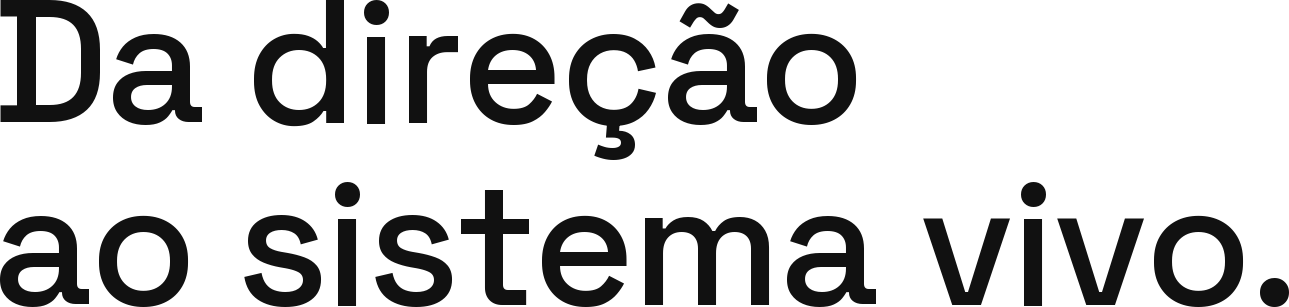 Da direção
ao sistema vivo.